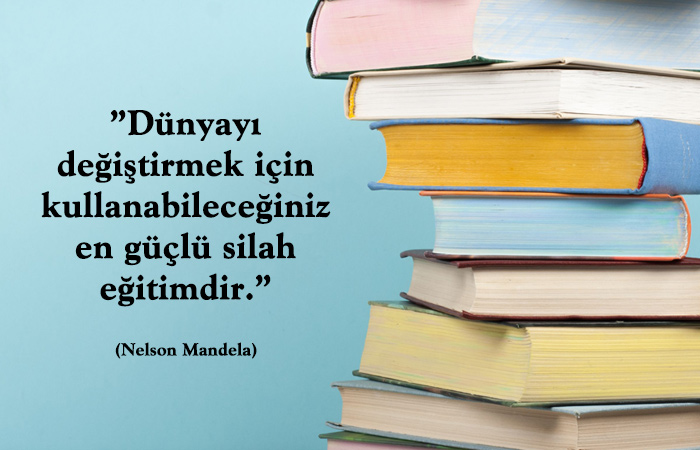 ”Dünyayı
değiştirmek için
kullanabileceğiniz
en güçlü silah
eğitimdir.”
(Nelson Mandela)